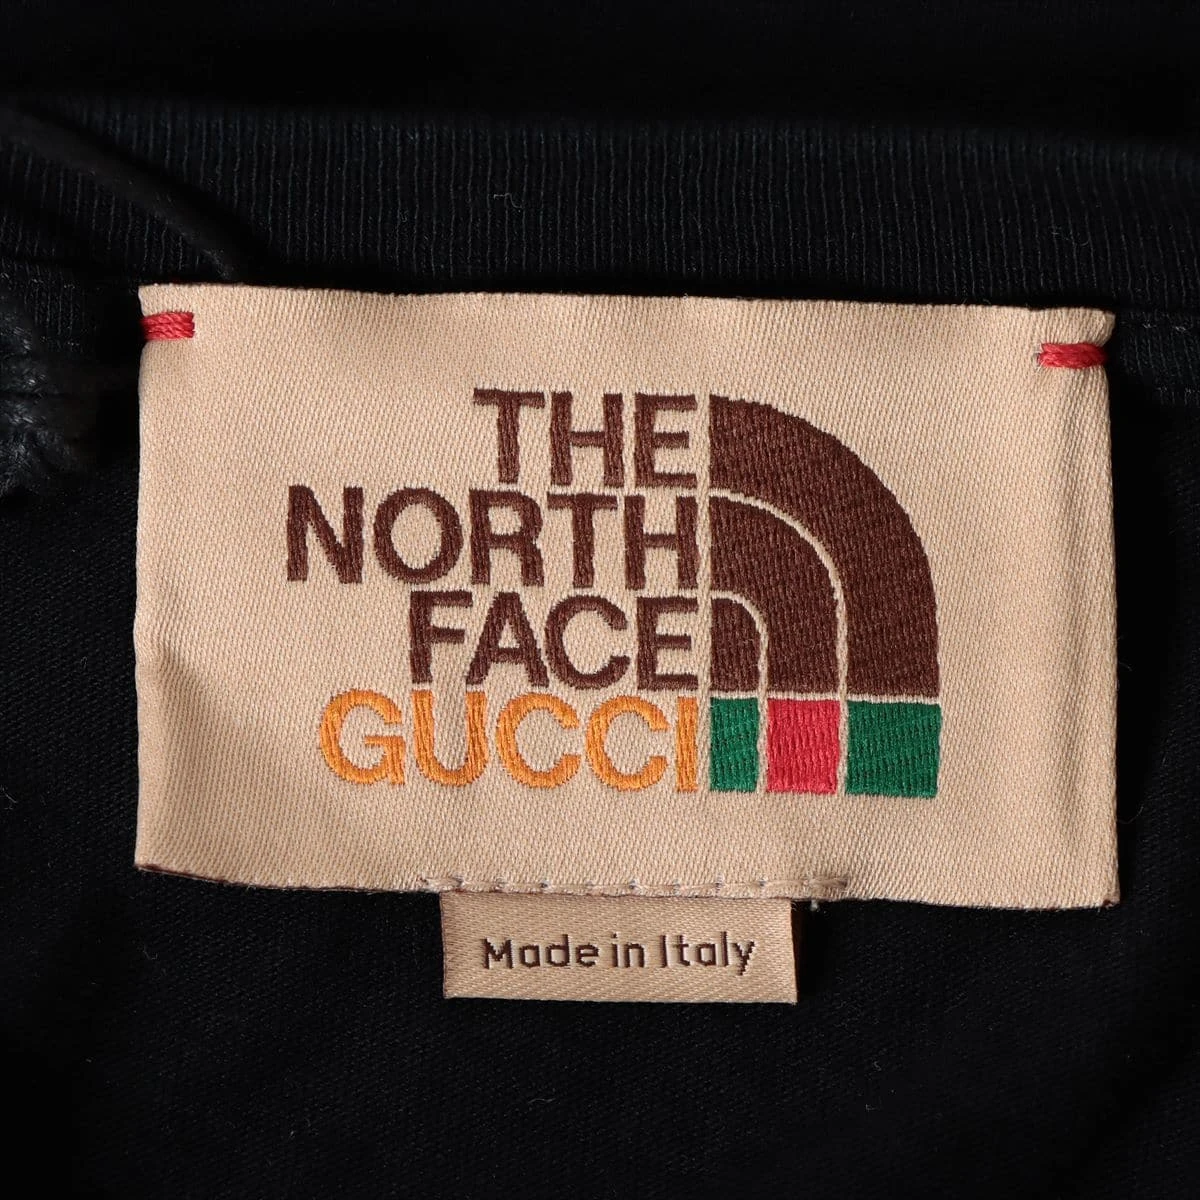 THE
NORTH
FACE
GUCCI
Made in Italy